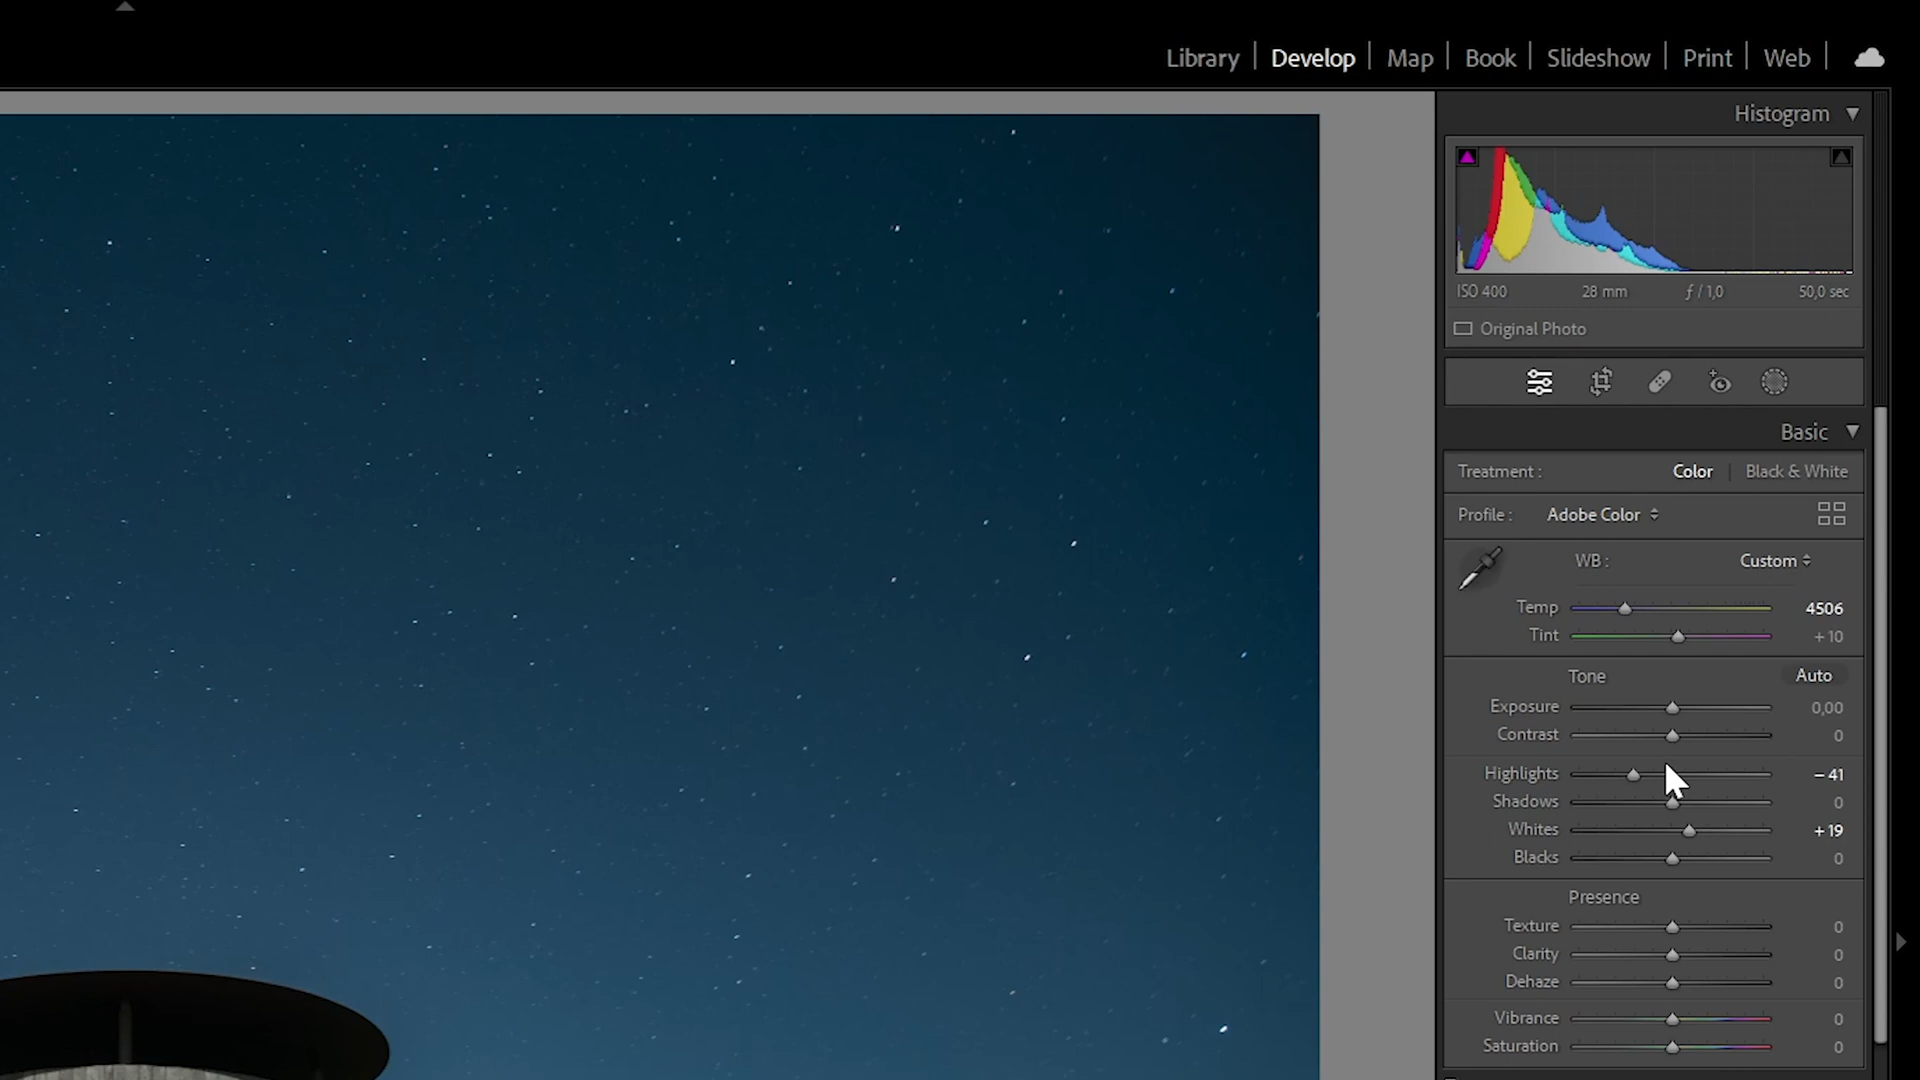 Library | Develop | Map | Book | Slideshow | Print | Web |
Histogram
ISO 400 28 mm ƒ / 1,0 50,0 sec
Original Photo
Basic
Treatment : Color | Black & White
Profile : Adobe Color
WB : Custom
Temp 4506
Tint + 10
Tone Auto
Exposure 0,00
Contrast 0
Highlights − 41
Shadows 0
Whites + 19
Blacks 0
Presence
Texture 0
Clarity 0
Dehaze 0
Vibrance 0
Saturation 0